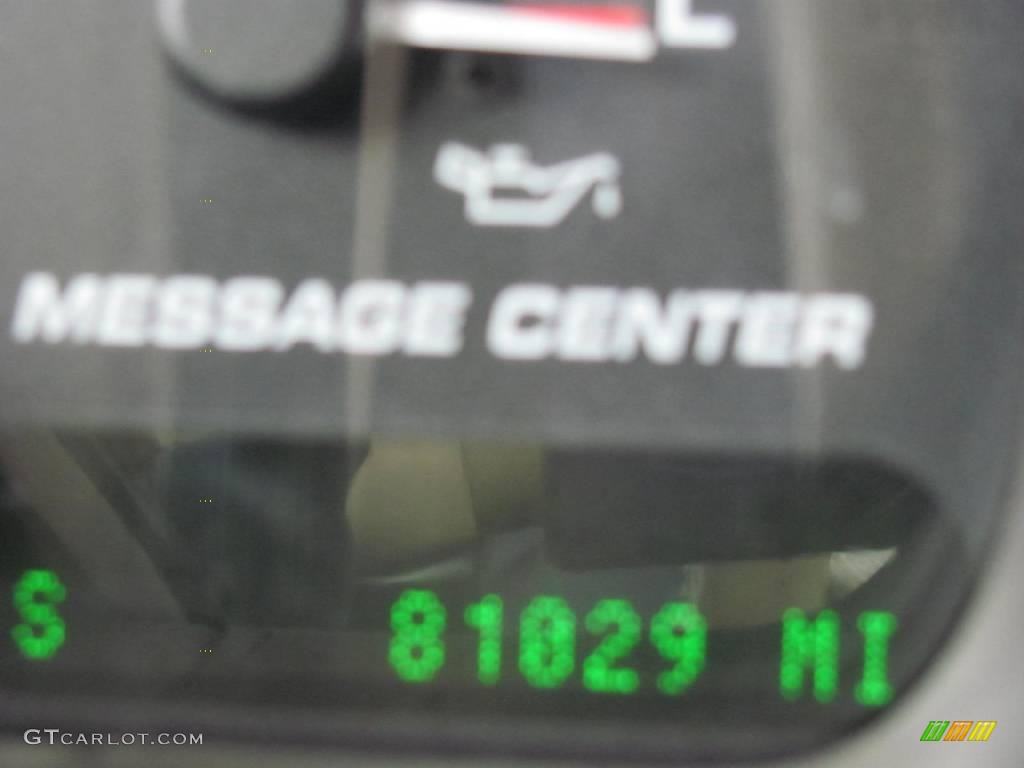 L
MESSAGE CENTER
S 81029 MI
GTCARLOT.COM